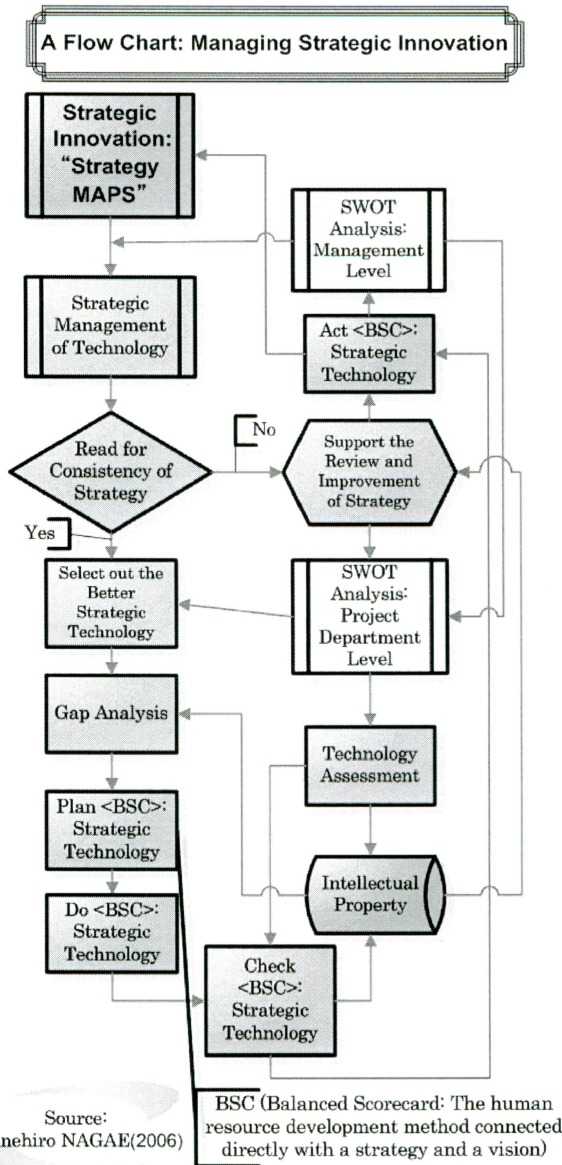 A Flow Chart: Managing Strategic Innovation
Strategic
Innovation:
"Strategy
MAPS"
SWOT
Analysis:
Management
Level
Strategic
Management
of Technology
Act <BSC>:
Strategic
Technology
Read for
Consistency of
Strategy
No
Support the
Review and
Improvement
of Strategy
Yes
Select out the
Better
Strategic
Technology
SWOT
Analysis:
Project
Department
Level
Gap Analysis
Technology
Assessment
Plan <BSC>:
Strategic
Technology
Intellectual
Property
Do <BSC>:
Strategic
Technology
Check
<BSC>:
Strategic
Technology
Source:
nehiro NAGAE(2006)
BSC (Balanced Scorecard: The human
resource development method connected
directly with a strategy and a vision)